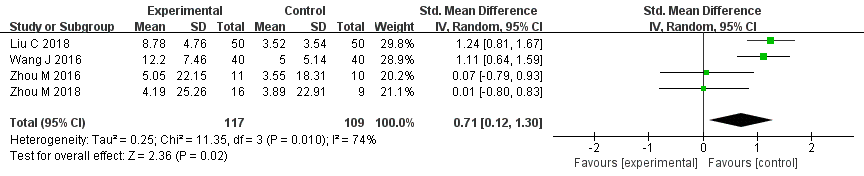 Experimental Control Std. Mean Difference Std. Mean Difference
Study or Subgroup Mean SD Total Mean SD Total Weight IV, Random, 95% CI IV, Random, 95% CI
Liu C 2018 8.78 4.76 50 3.52 3.54 50 29.8% 1.24 [0.81, 1.67]
Wang J 2016 12.2 7.46 40 5 5.14 40 28.9% 1.11 [0.64, 1.59]
Zhou M 2016 5.05 22.15 11 3.55 18.31 10 20.2% 0.07 [-0.79, 0.93]
Zhou M 2018 4.19 25.26 16 3.89 22.91 9 21.1% 0.01 [-0.80, 0.83]
Total (95% CI) 117 109 100.0% 0.71 [0.12, 1.30]
Heterogeneity: Tau² = 0.25; Chi² = 11.35, df = 3 (P = 0.010); I² = 74%
Test for overall effect: Z = 2.36 (P = 0.02)
-2 -1 0 1 2
Favours [experimental] Favours [control]